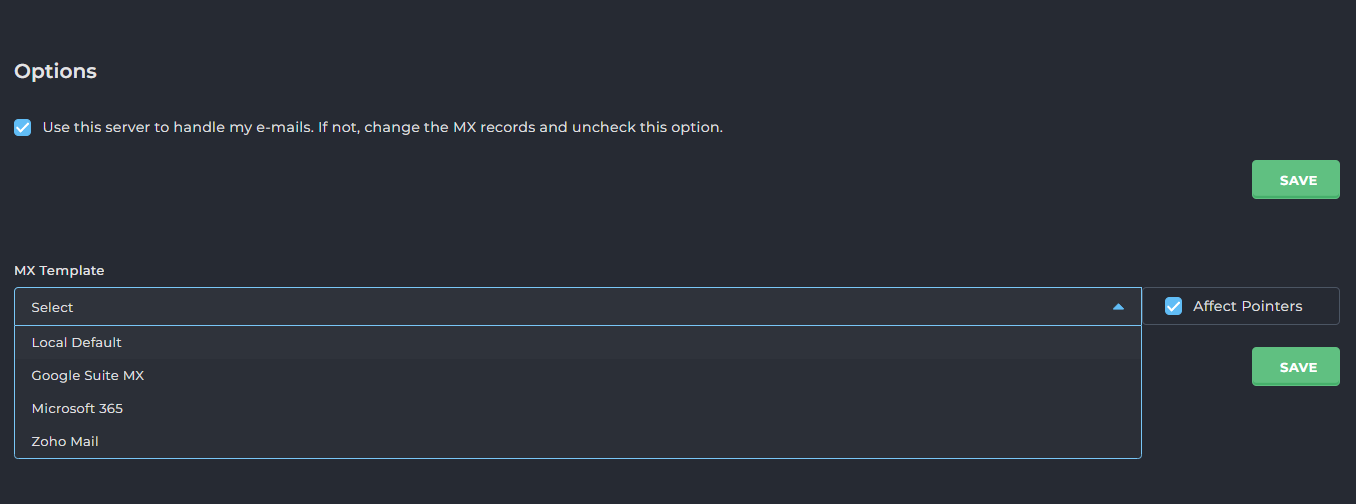 Options
Use this server to handle my e-mails. If not, change the MX records and uncheck this option.
SAVE
MX Template
Select
Affect Pointers
Local Default
Google Suite MX
SAVE
Microsoft 365
Zoho Mail